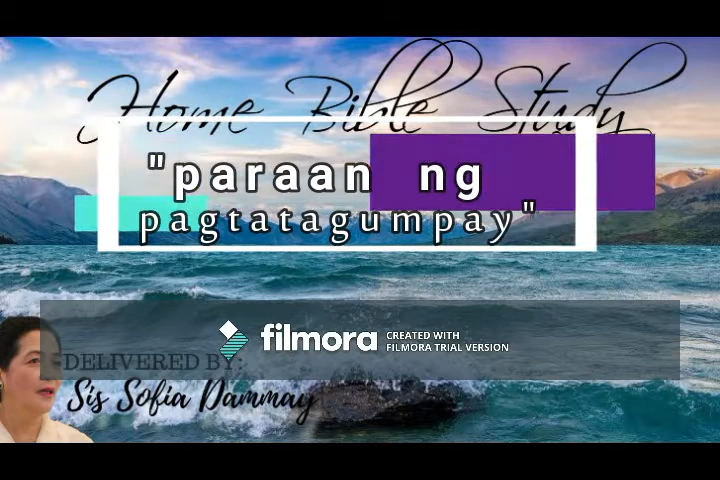 Home Bible Study
"paraan ng
pagtatagumpay"
filmora CREATED WITH
FILMORA TRIAL VERSION
DELIVERED BY:
Sis Sofia Dammay